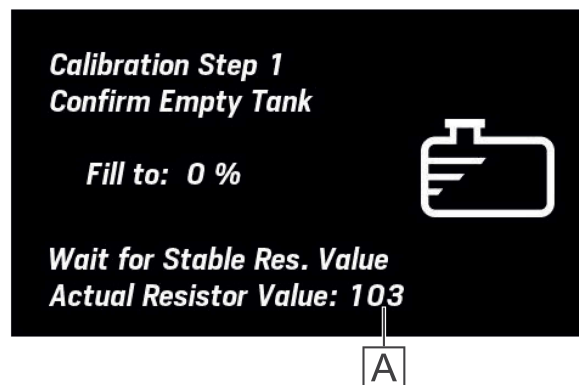 Calibration Step 1
Confirm Empty Tank
Fill to: 0 %
Wait for Stable Res. Value
Actual Resistor Value: 103
A